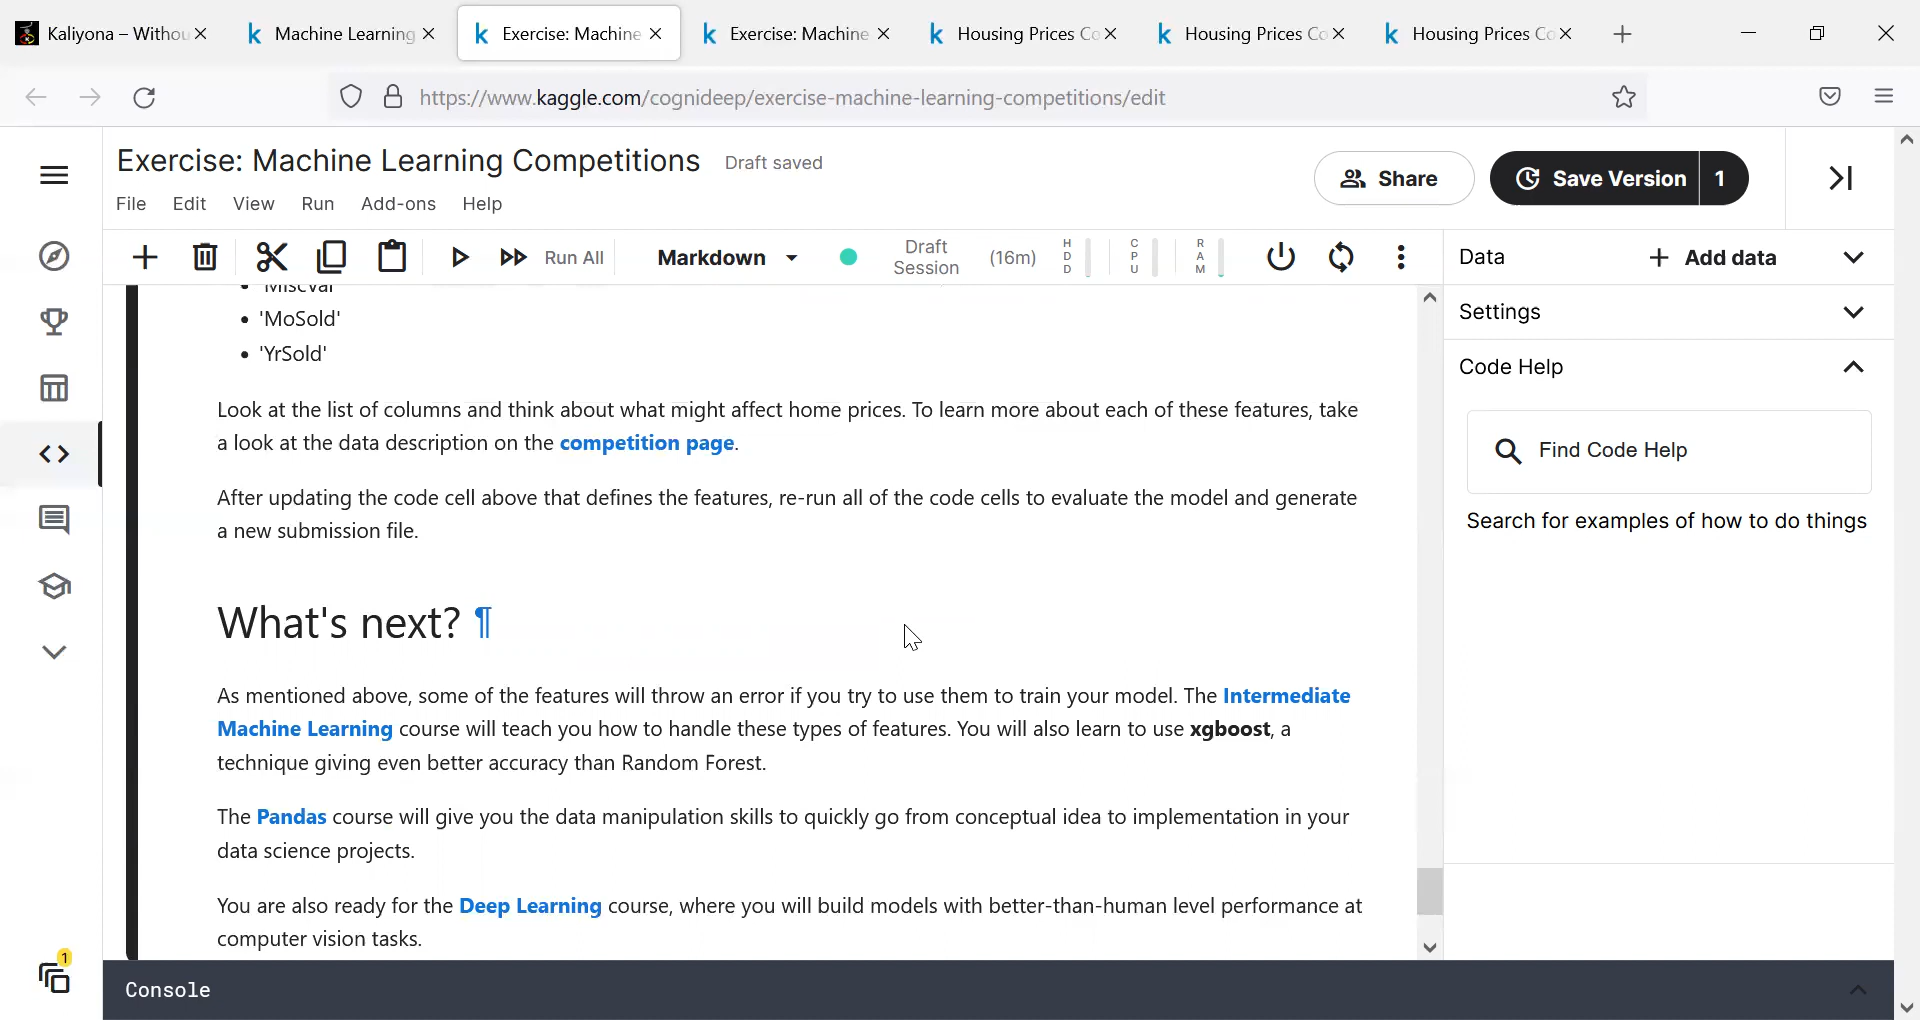 Kaliyona – Withou
Machine Learning
Exercise: Machine
Exercise: Machine
Housing Prices Co
Housing Prices Co
Housing Prices Co
https://www.kaggle.com/cognideep/exercise-machine-learning-competitions/edit
Exercise: Machine Learning Competitions Draft saved
Share
Save Version 1
File Edit View Run Add-ons Help
Run All
Markdown
Draft Session (16m)
HDD
CPU
RAM
Data
+ Add data
Settings
Code Help
Find Code Help
Search for examples of how to do things
• 'MiscVal'
• 'MoSold'
• 'YrSold'
Look at the list of columns and think about what might affect home prices. To learn more about each of these features, take
a look at the data description on the competition page.
After updating the code cell above that defines the features, re-run all of the code cells to evaluate the model and generate
a new submission file.
What's next? ¶
As mentioned above, some of the features will throw an error if you try to use them to train your model. The Intermediate
Machine Learning course will teach you how to handle these types of features. You will also learn to use xgboost, a
technique giving even better accuracy than Random Forest.
The Pandas course will give you the data manipulation skills to quickly go from conceptual idea to implementation in your
data science projects.
You are also ready for the Deep Learning course, where you will build models with better-than-human level performance at
computer vision tasks.
1
Console